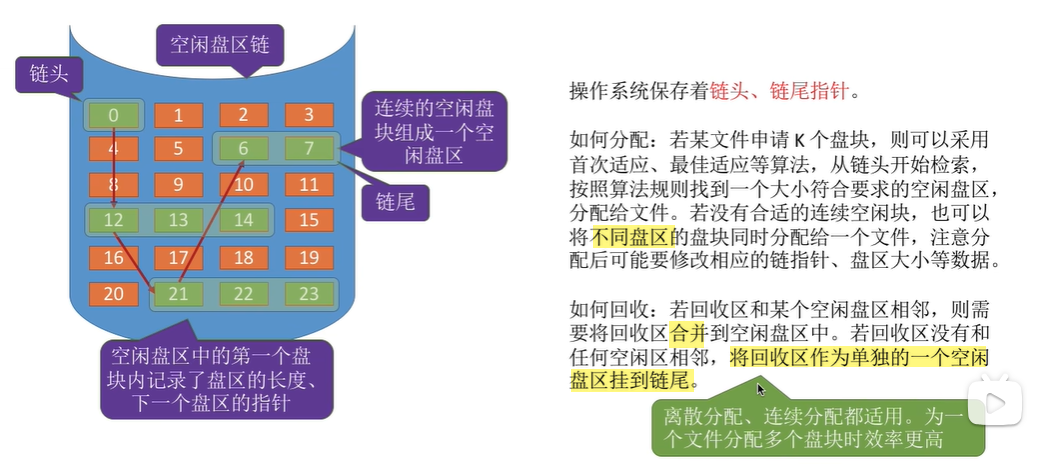 空闲盘区链
链头
0 1 2 3
4 5 6 7
8 9 10 11
12 13 14 15
16 17 18 19
20 21 22 23
连续的空闲盘
块组成一个空
闲盘区
链尾
空闲盘区中的第一个盘
块内记录了盘区的长度、
下一个盘区的指针
操作系统保存着链头、链尾指针。
如何分配：若某文件申请 K 个盘块，则可以采用
首次适应、最佳适应等算法，从链头开始检索，
按照算法规则找到一个大小符合要求的空闲盘区，
分配给文件。若没有合适的连续空闲块，也可以
将不同盘区的盘块同时分配给一个文件，注意分
配后可能要修改相应的链指针、盘区大小等数据。
如何回收：若回收区和某个空闲盘区相邻，则需
要将回收区合并到空闲盘区中。若回收区没有和
任何空闲区相邻，将回收区作为单独的一个空闲
盘区挂到链尾。
离散分配、连续分配都适用。为一
个文件分配多个盘块时效率更高